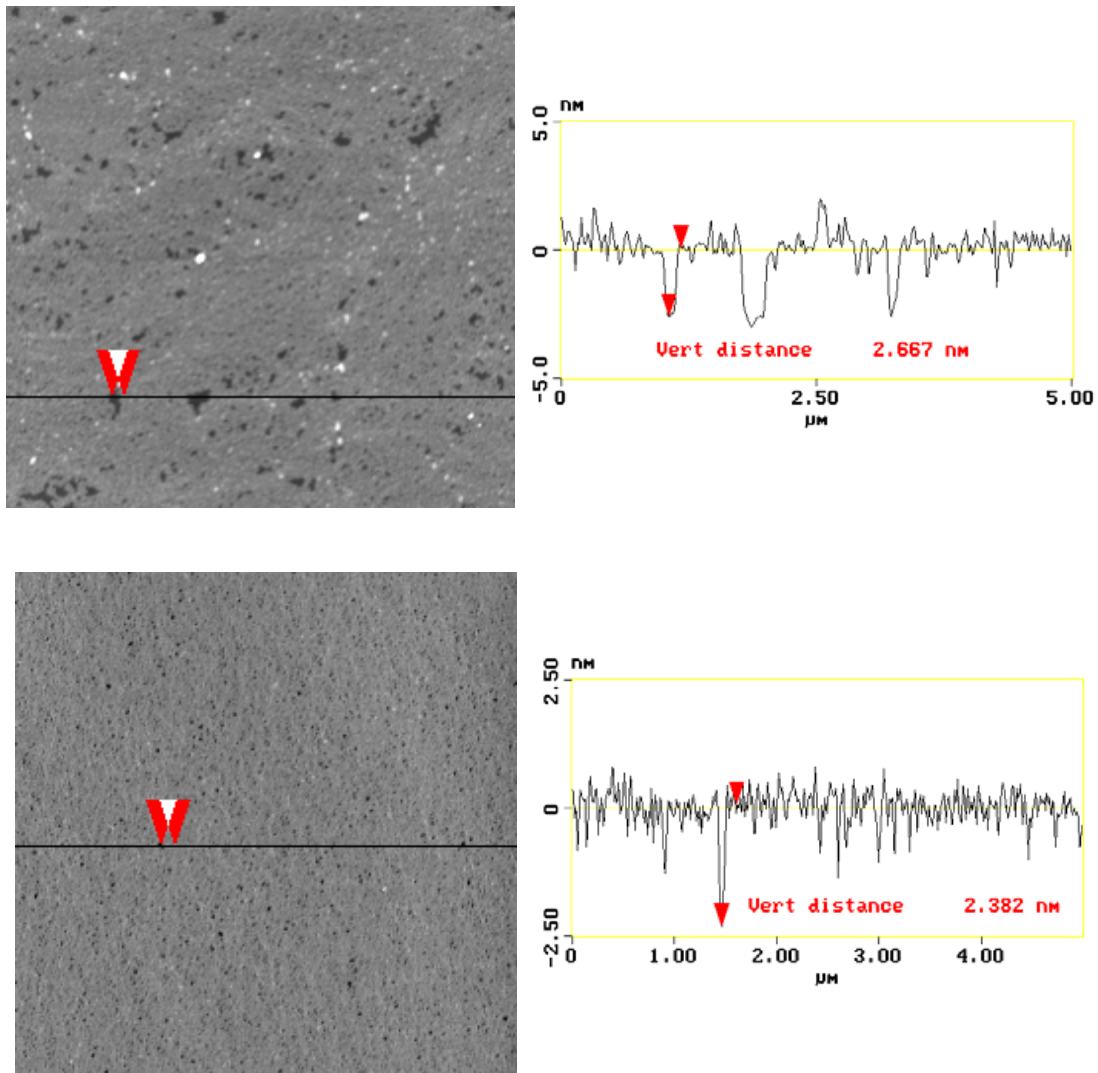 nm
5.0
0
-5.0
Vert distance 2.667 nm
0 2.50 5.00
µm
nm
2.50
0
-2.50
Vert distance 2.382 nm
0 1.00 2.00 3.00 4.00
µm